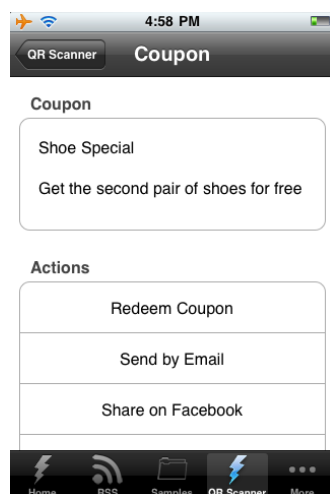 4:58 PM
QR Scanner
Coupon
Coupon
Shoe Special
Get the second pair of shoes for free
Actions
Redeem Coupon
Send by Email
Share on Facebook
Home RSS Samples QR Scanner More